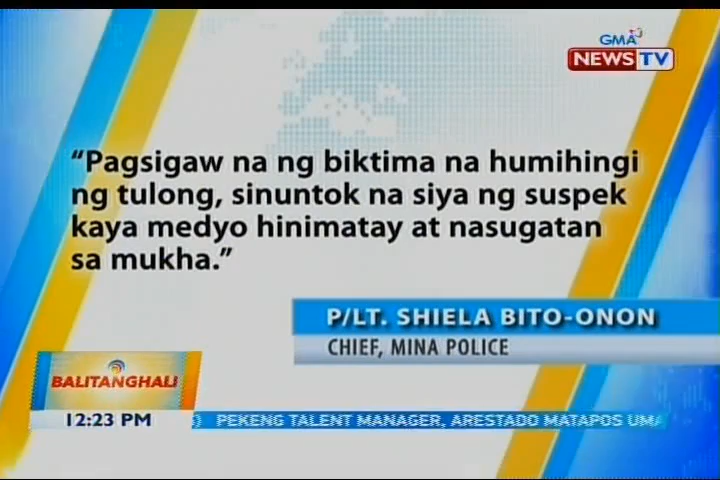 GMA
NEWS TV
“Pagsigaw na ng biktima na humihingi
ng tulong, sinuntok na siya ng suspek
kaya medyo hinimatay at nasugatan
sa mukha.”
P/LT. SHIELA BITO-ONON
CHIEF, MINA POLICE
BALITANGHALI
12:23 PM
) PEKENG TALENT MANAGER, ARESTADO MATAPOS